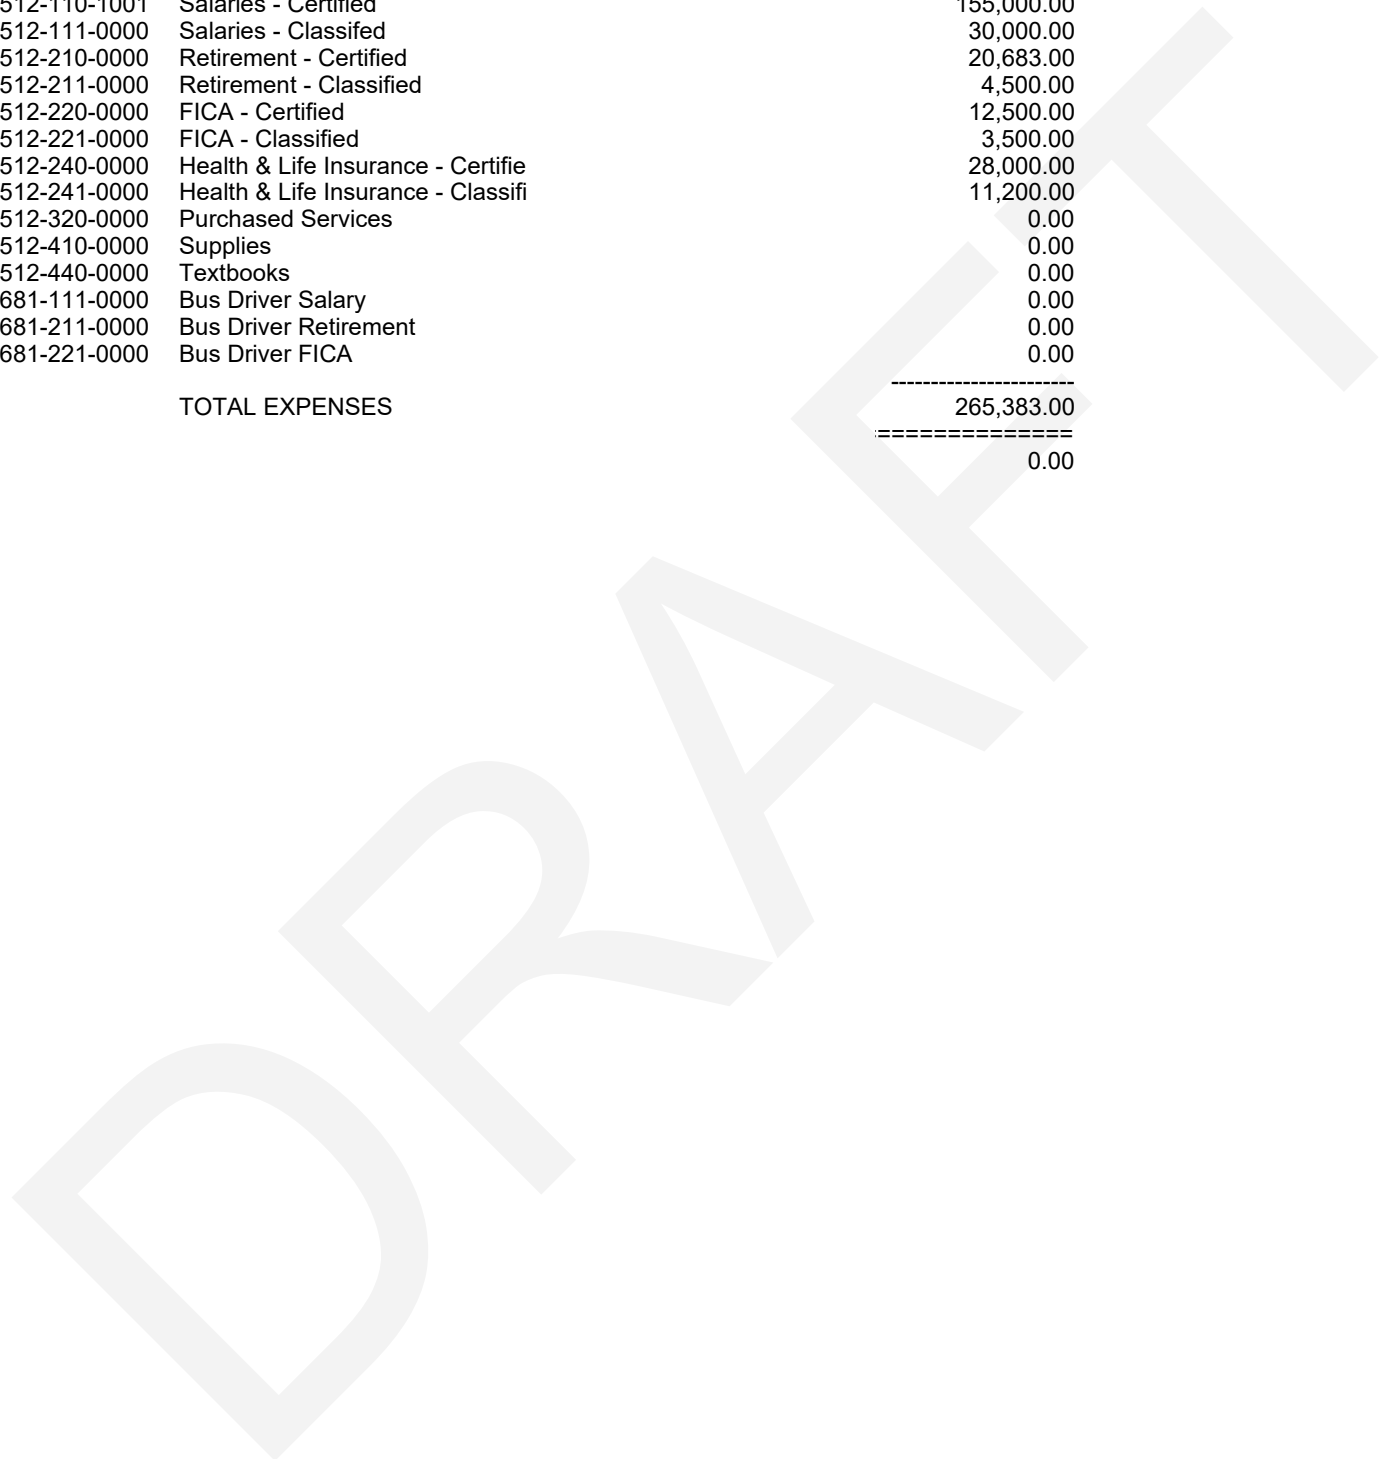 512-110-1001 Salaries - Certified 155,000.00
512-111-0000 Salaries - Classifed 30,000.00
512-210-0000 Retirement - Certified 20,683.00
512-211-0000 Retirement - Classified 4,500.00
512-220-0000 FICA - Certified 12,500.00
512-221-0000 FICA - Classified 3,500.00
512-240-0000 Health & Life Insurance - Certifie 28,000.00
512-241-0000 Health & Life Insurance - Classifi 11,200.00
512-320-0000 Purchased Services 0.00
512-410-0000 Supplies 0.00
512-440-0000 Textbooks 0.00
681-111-0000 Bus Driver Salary 0.00
681-211-0000 Bus Driver Retirement 0.00
681-221-0000 Bus Driver FICA 0.00
-----------------------
TOTAL EXPENSES 265,383.00
==============
0.00
DRAFT